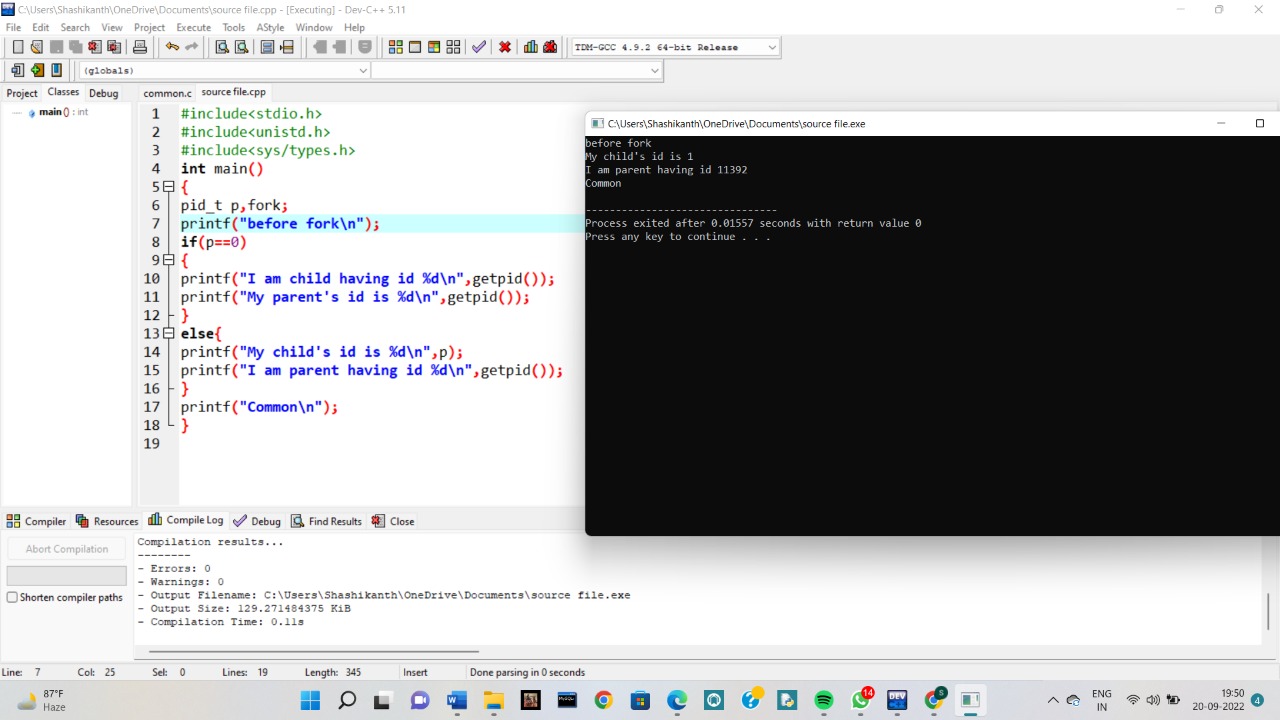 C:\Users\Shashikanth\OneDrive\Documents\source file.cpp - [Executing] - Dev-C++ 5.11
File Edit Search View Project Execute Tools AStyle Window Help
TDM-GCC 4.9.2 64-bit Release
(globals)
Project Classes Debug
common.c source file.cpp
main () : int
1 #include<stdio.h>
2 #include<unistd.h>
3 #include<sys/types.h>
4 int main()
5 {
6 pid_t p,fork;
7 printf("before fork\n");
8 if(p==0)
9 {
10 printf("I am child having id %d\n",getpid());
11 printf("My parent's id is %d\n",getpid());
12 }
13 else{
14 printf("My child's id is %d\n",p);
15 printf("I am parent having id %d\n",getpid());
16 }
17 printf("Common\n");
18 }
19
C:\Users\Shashikanth\OneDrive\Documents\source file.exe
before fork
My child's id is 1
I am parent having id 11392
Common
--------------------------------
Process exited after 0.01557 seconds with return value 0
Press any key to continue . . .
Compiler Resources Compile Log Debug Find Results Close
Abort Compilation
Shorten compiler paths
Compilation results...
--------
- Errors: 0
- Warnings: 0
- Output Filename: C:\Users\Shashikanth\OneDrive\Documents\source file.exe
- Output Size: 129.271484375 KiB
- Compilation Time: 0.11s
Line: 7 Col: 25 Sel: 0 Lines: 19 Length: 345 Insert Done parsing in 0 seconds
87°F
Haze
14
S
ENG
IN
19:50
20-09-2022
4